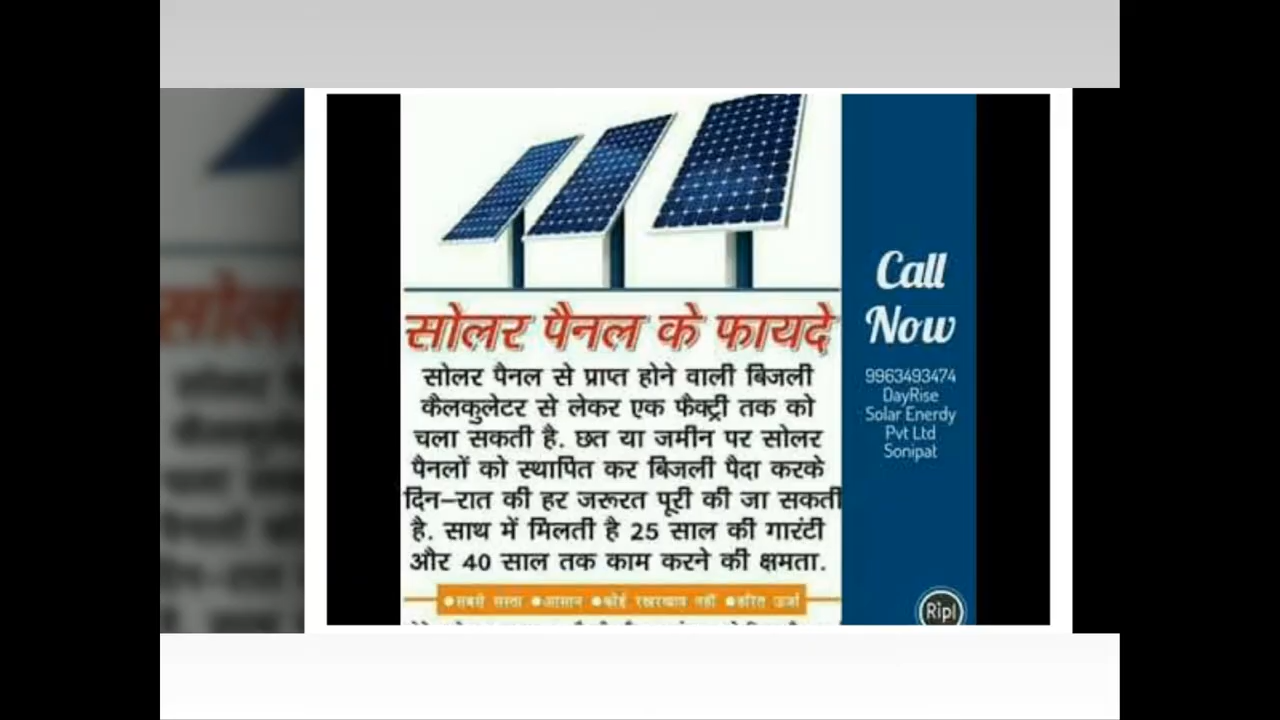 सोलर पैनल के फायदे
सोलर पैनल से प्राप्त होने वाली बिजली
कैलकुलेटर से लेकर एक फैक्ट्री तक को
चला सकती है. छत या जमीन पर सोलर
पैनलों को स्थापित कर बिजली पैदा करके
दिन–रात की हर जरूरत पूरी की जा सकती
है. साथ में मिलती है 25 साल की गारंटी
और 40 साल तक काम करने की क्षमता.
●सबसे सस्ता ●आसान ●कोई रखरखाव नहीं ●हरित ऊर्जा
Call
Now
9963493474
DayRise
Solar Enerdy
Pvt Ltd
Sonipat
Ripl